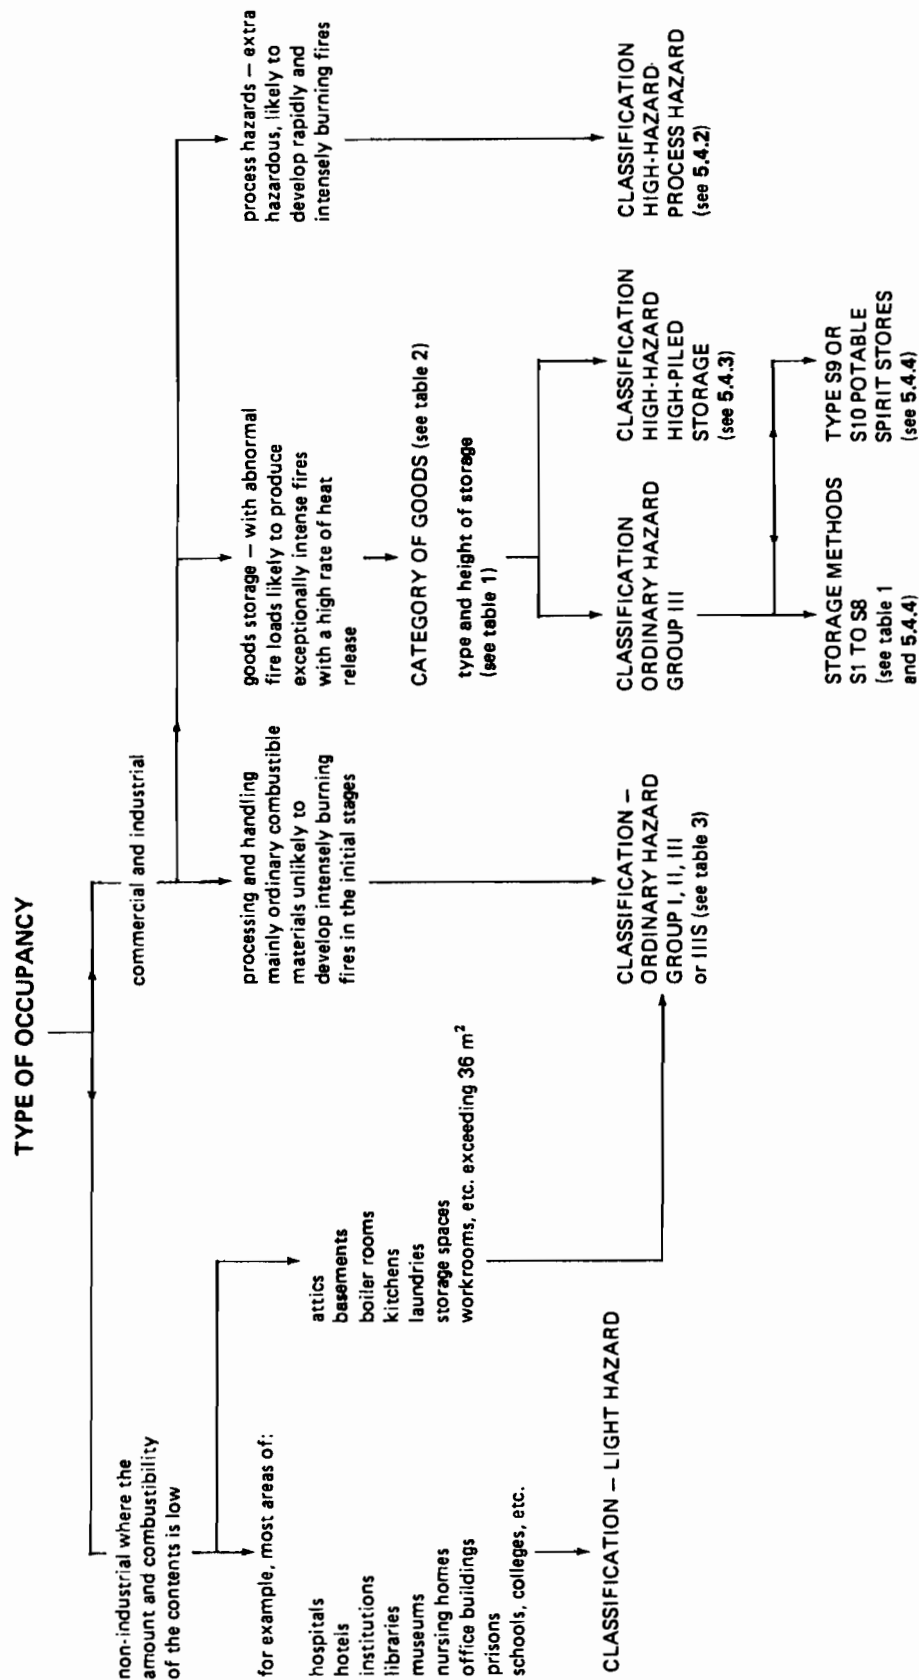 TYPE OF OCCUPANCY
non-industrial where the
amount and combustibility
of the contents is low
for example, most areas of:
hospitals
hotels
institutions
libraries
museums
nursing homes
office buildings
prisons
schools, colleges, etc.
CLASSIFICATION – LIGHT HAZARD
attics
basements
boiler rooms
kitchens
laundries
storage spaces
workrooms, etc. exceeding 36 m²
commercial and industrial
processing and handling
mainly ordinary combustible
materials unlikely to
develop intensely burning
fires in the initial stages
CLASSIFICATION –
ORDINARY HAZARD
GROUP I, II, III
or IIIS (see table 3)
goods storage – with abnormal
fire loads likely to produce
exceptionally intense fires
with a high rate of heat
release
CATEGORY OF GOODS (see table 2)
type and height of storage
(see table 1)
CLASSIFICATION
ORDINARY HAZARD
GROUP III
STORAGE METHODS
S1 TO S8
(see table 1
and 5.4.4)
TYPE S9 OR
S10 POTABLE
SPIRIT STORES
(see 5.4.4)
CLASSIFICATION
HIGH-HAZARD
HIGH-PILED
STORAGE
(see 5.4.3)
process hazards – extra
hazardous, likely to
develop rapidly and
intensely burning fires
CLASSIFICATION
HIGH-HAZARD-
PROCESS HAZARD
(see 5.4.2)